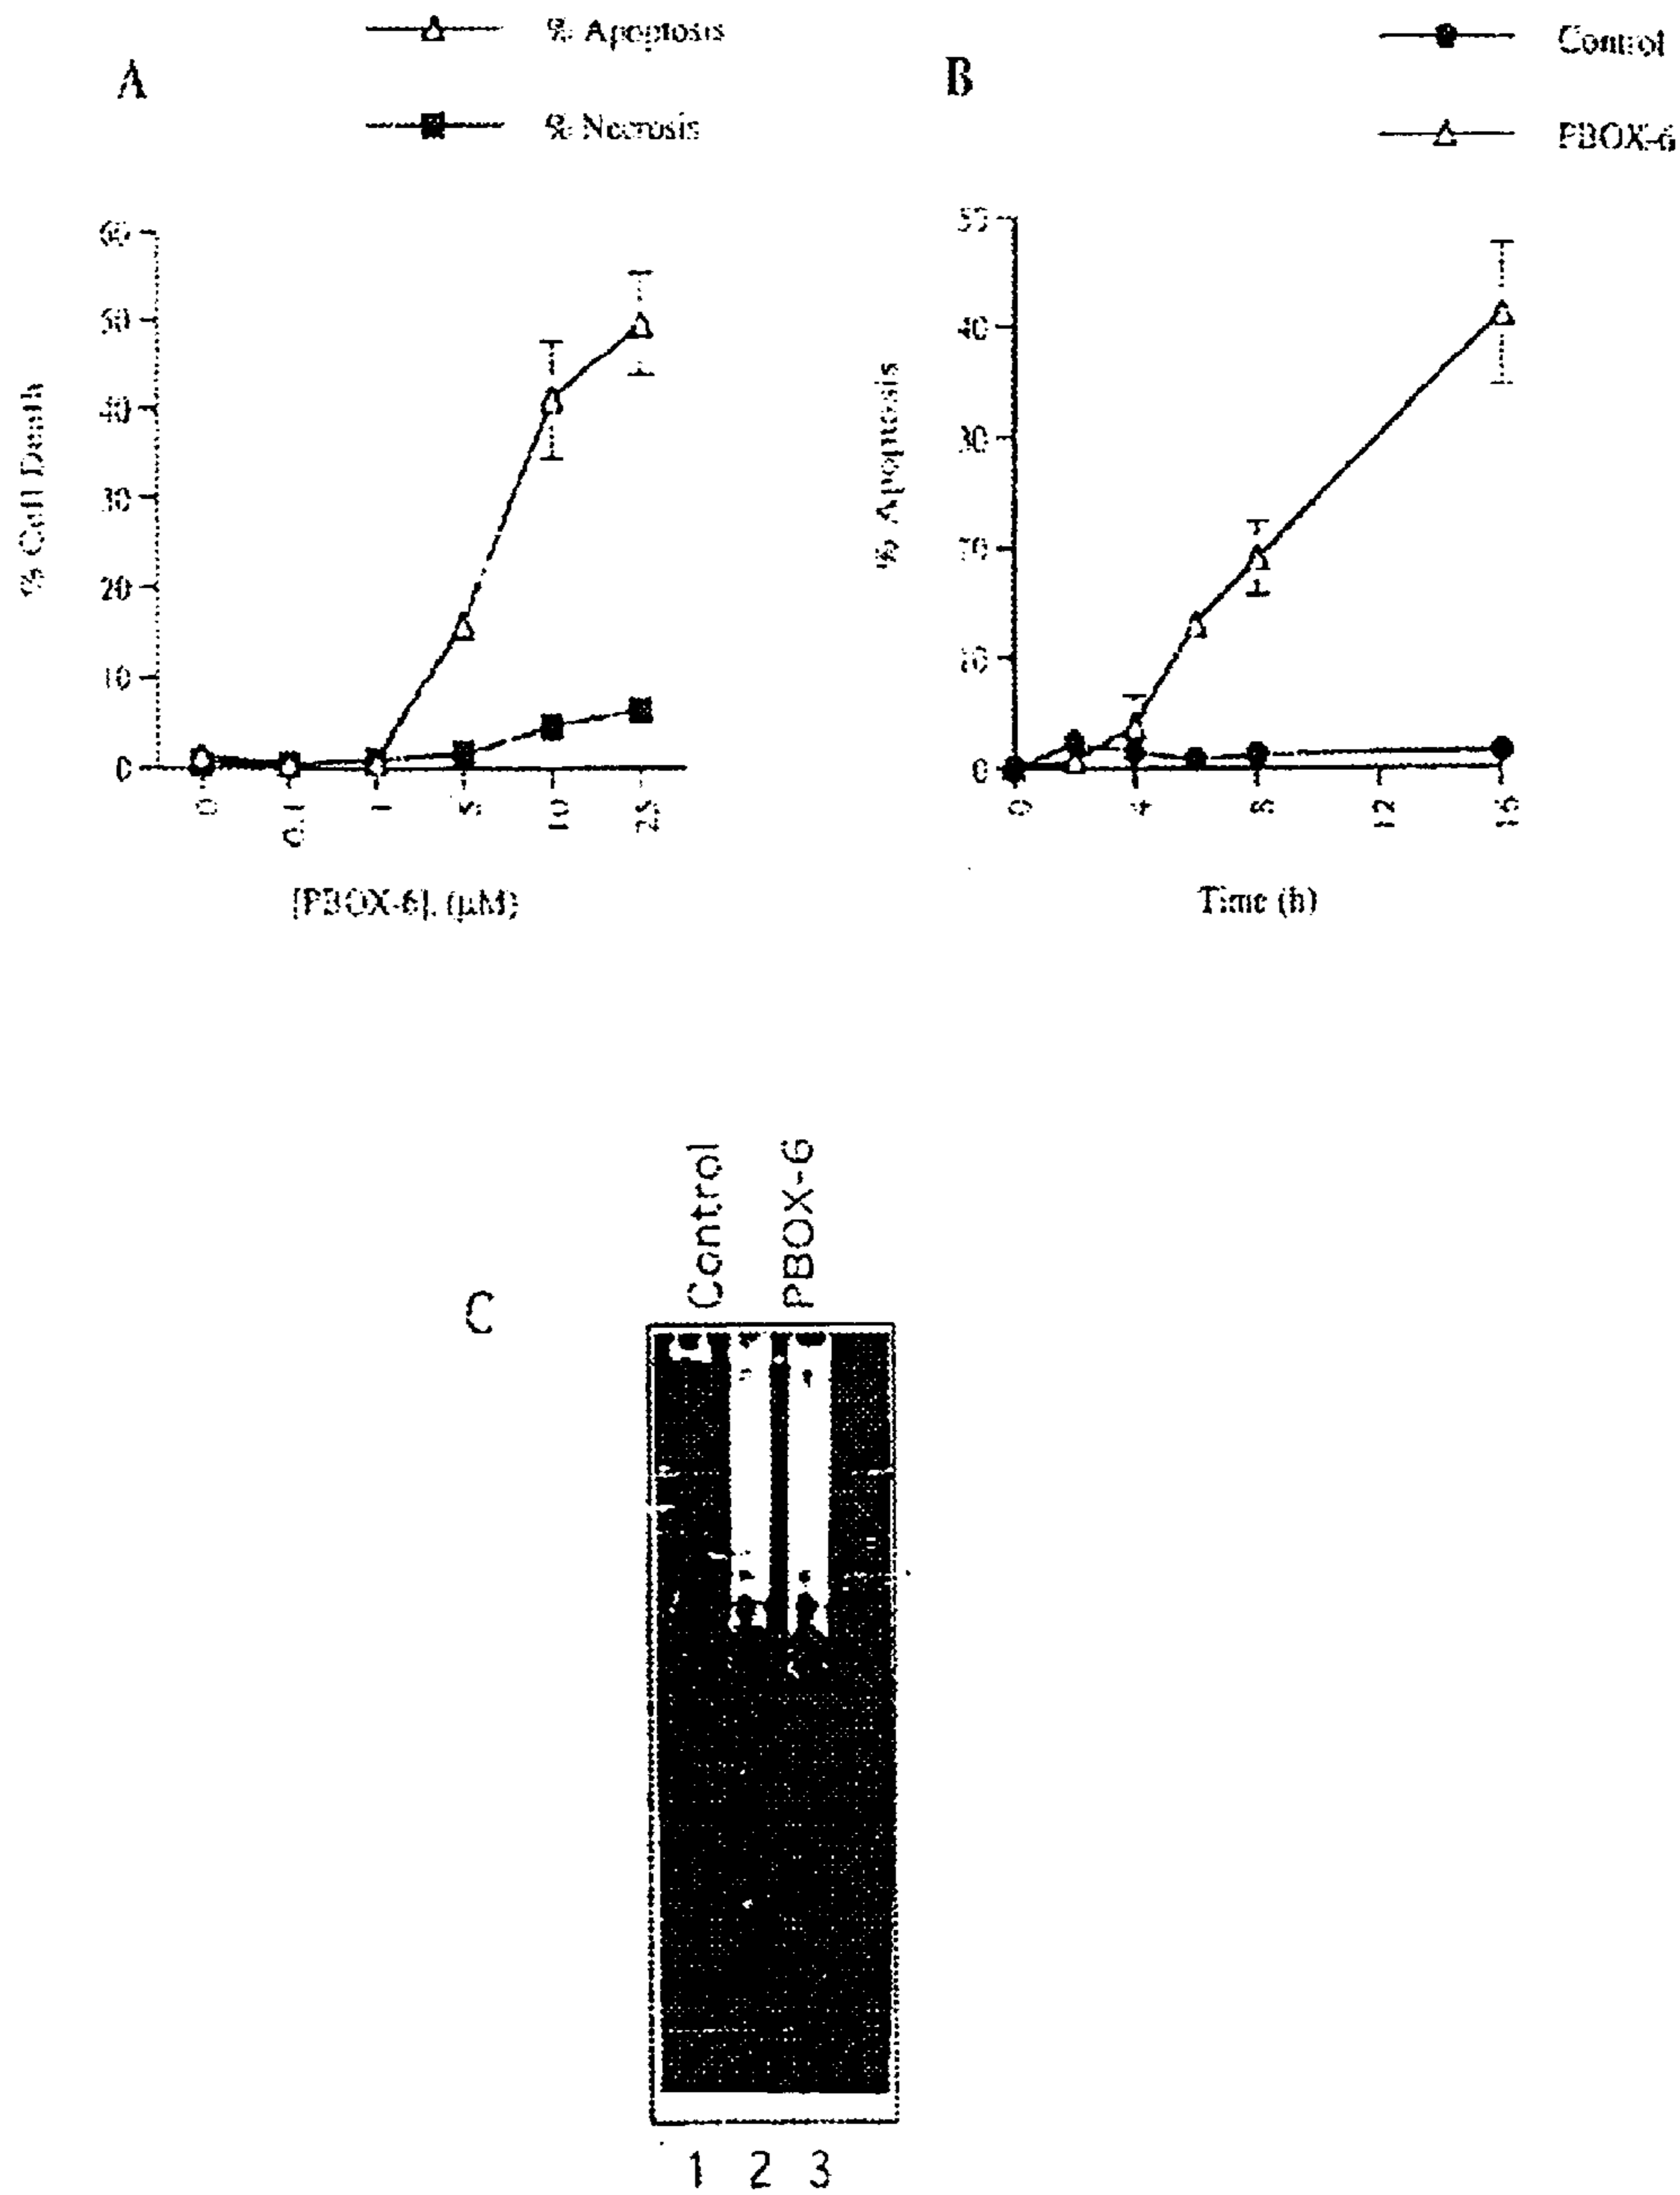 A
% Apoptosis
% Necrosis
60
50
40
30
20
10
0
% Cell Death
0
0.1
1
5
10
25
[PBOX-6], (µM)
B
Control
PBOX-6
50
40
30
20
10
0
% Apoptosis
0
4
8
12
16
Time (h)
C
Control
PBOX-6
1 2 3